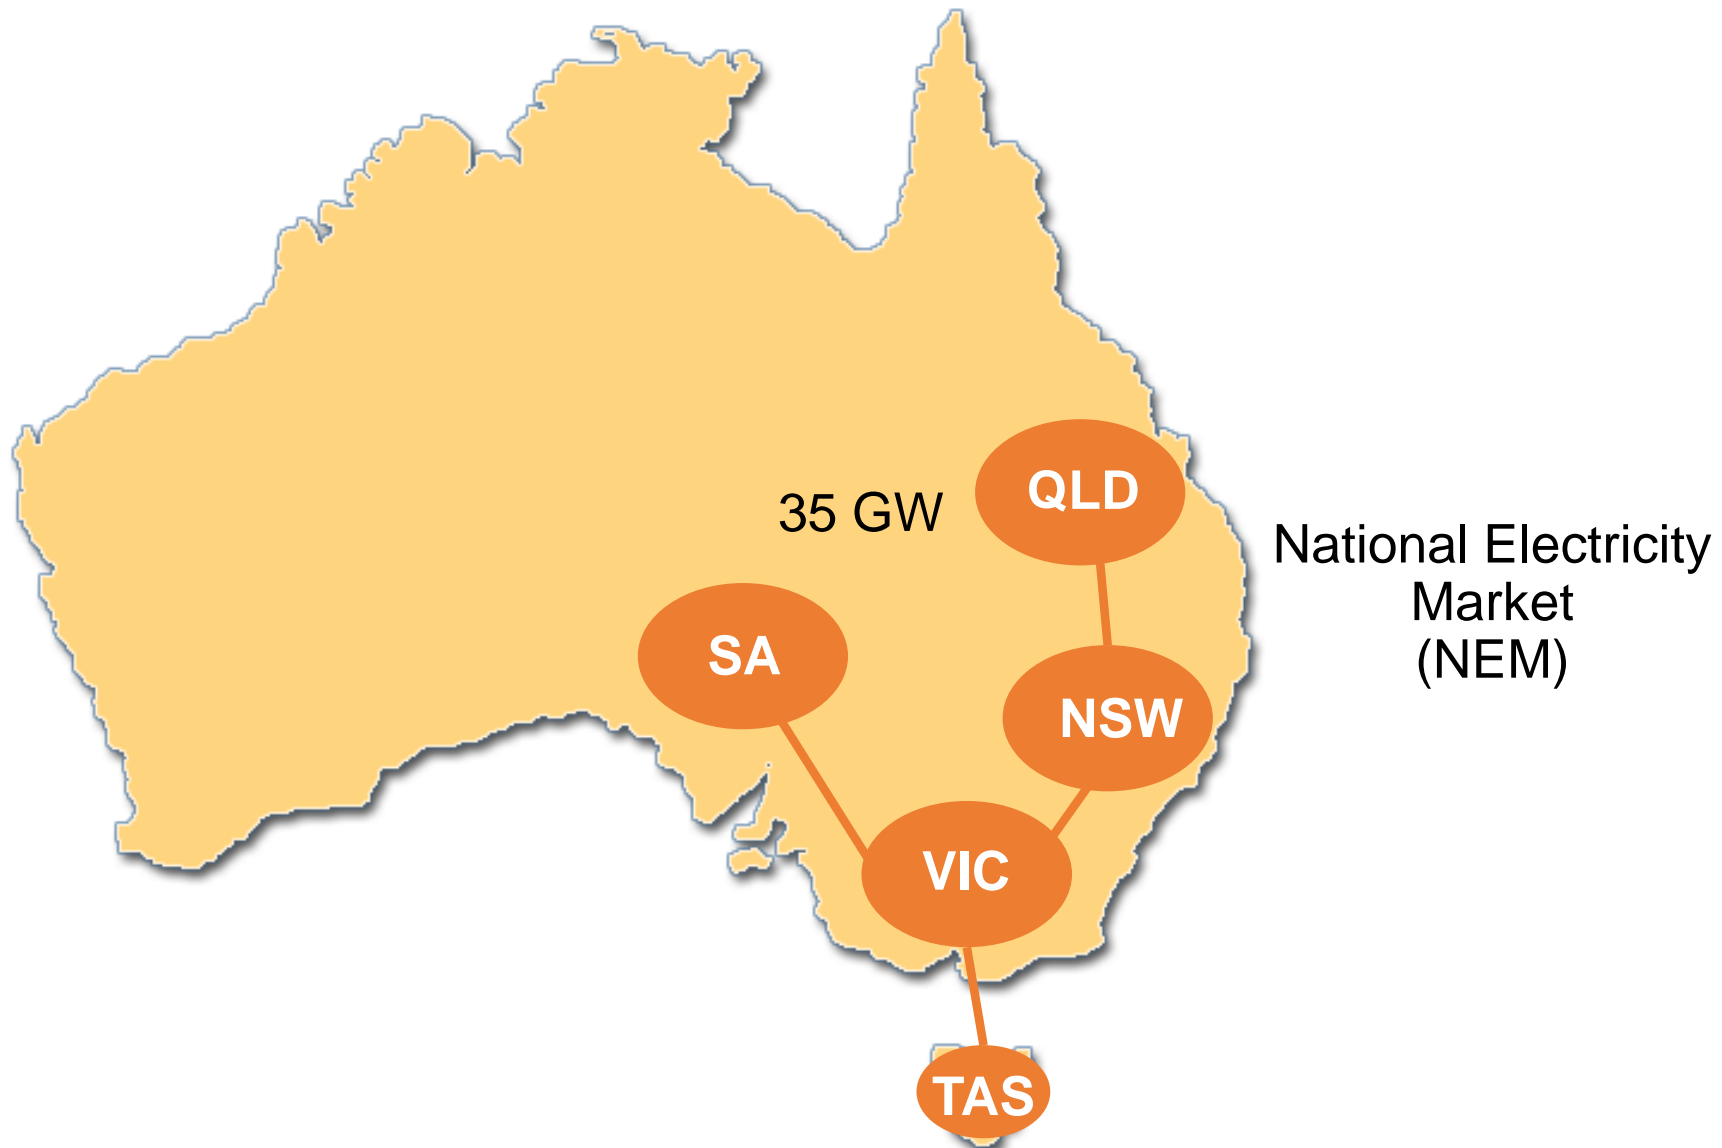 QLD
35 GW
National Electricity
Market
(NEM)
SA
NSW
VIC
TAS